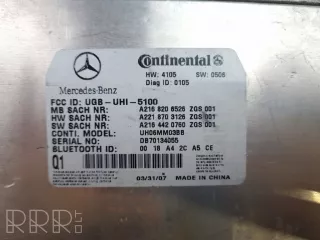 Continental
HW: 4105 SW: 0506
Diag ID: 0105
Mercedes-Benz
FCC ID: UGB-UHI-5100
MB SACH NR: A216 820 6526 ZGS 001
HW SACH NR: A221 870 3126 ZGS 001
SW SACH NR: A216 442 0760 ZGS 001
CONTI. MODEL: UH06MM03BB
SERIAL NO: DB70134055
BLUETOOTH ID: 00 18 A4 2C A5 CE
Q1
03/31/07 ASSEMBLED IN CHINA
RRR